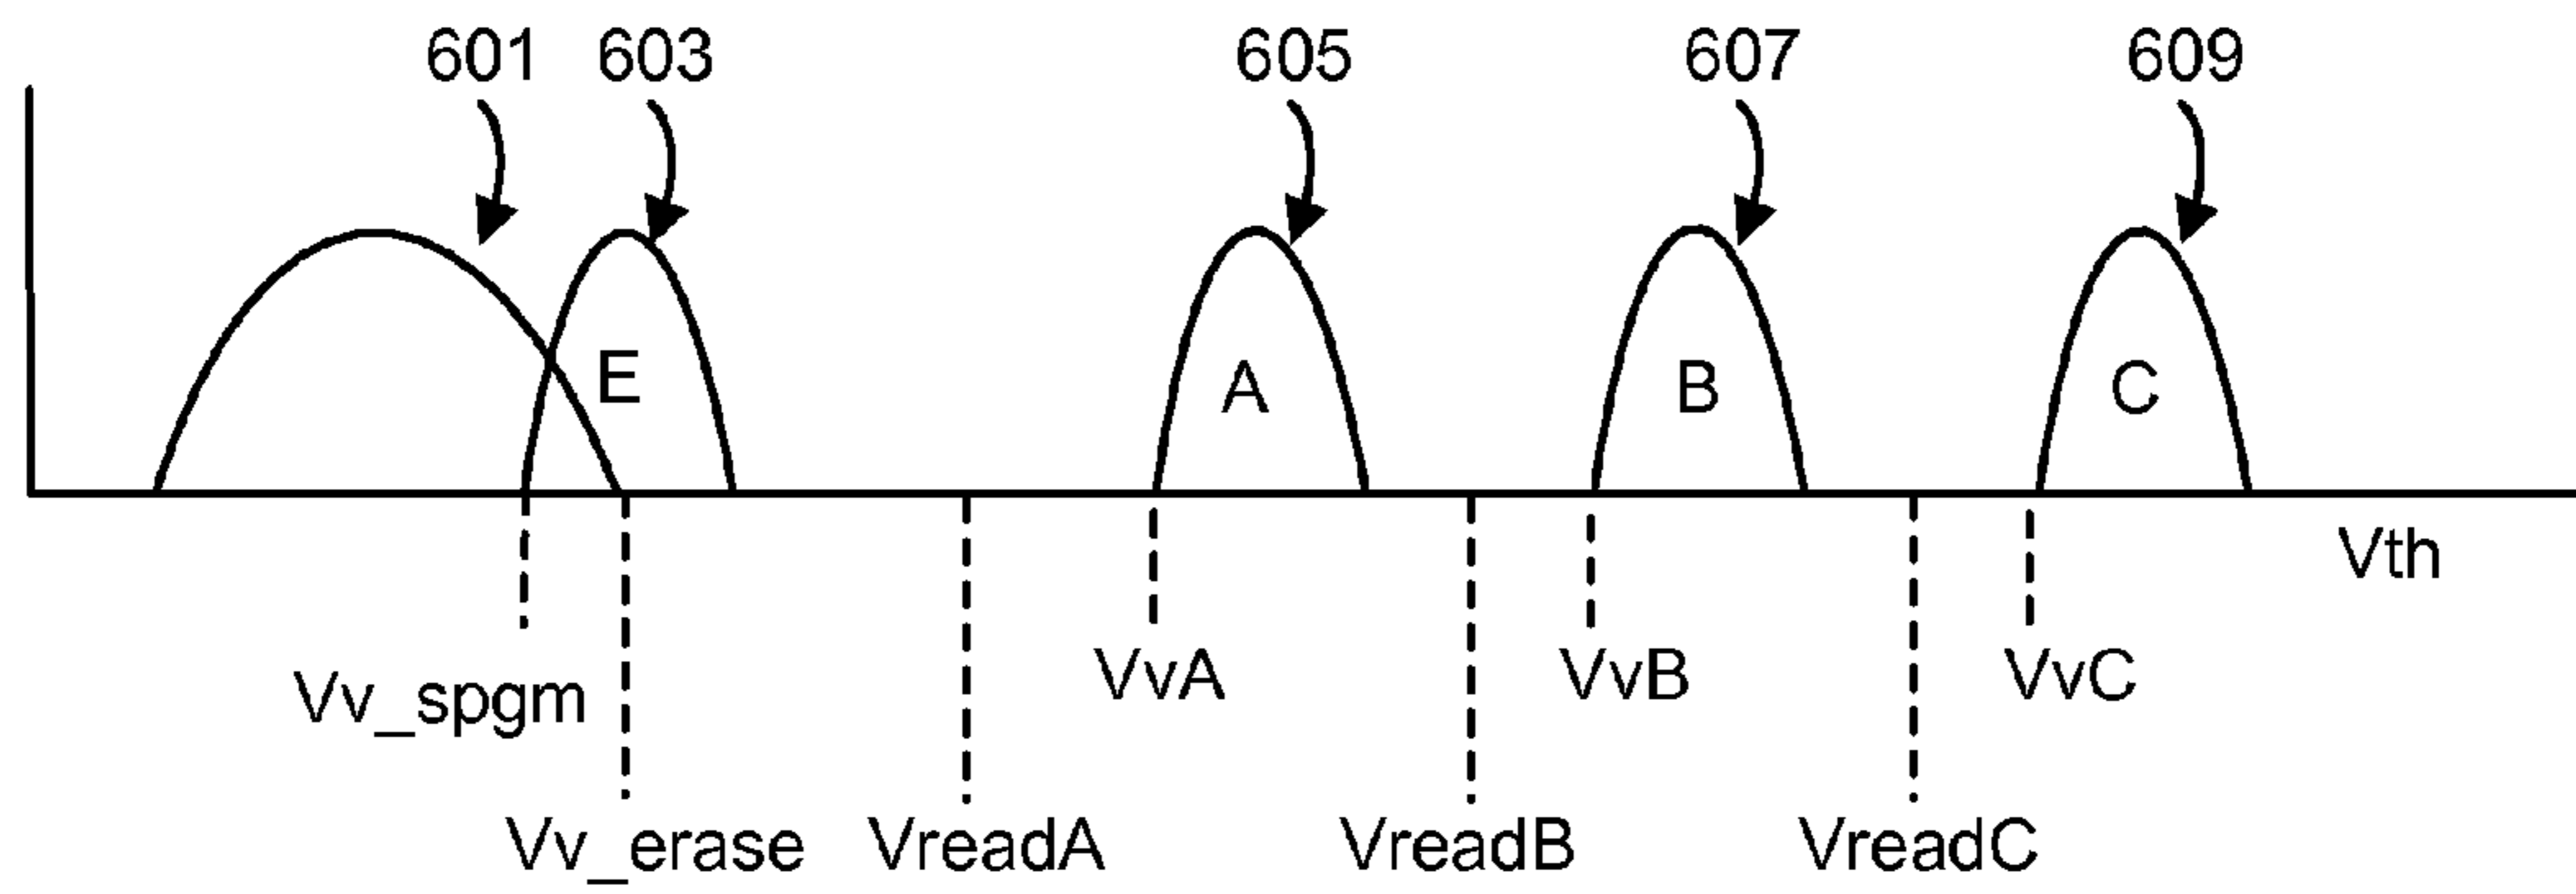 601 603 605 607 609
E A B C
Vth
Vv_spgm VvA VvB VvC
Vv_erase VreadA VreadB VreadC